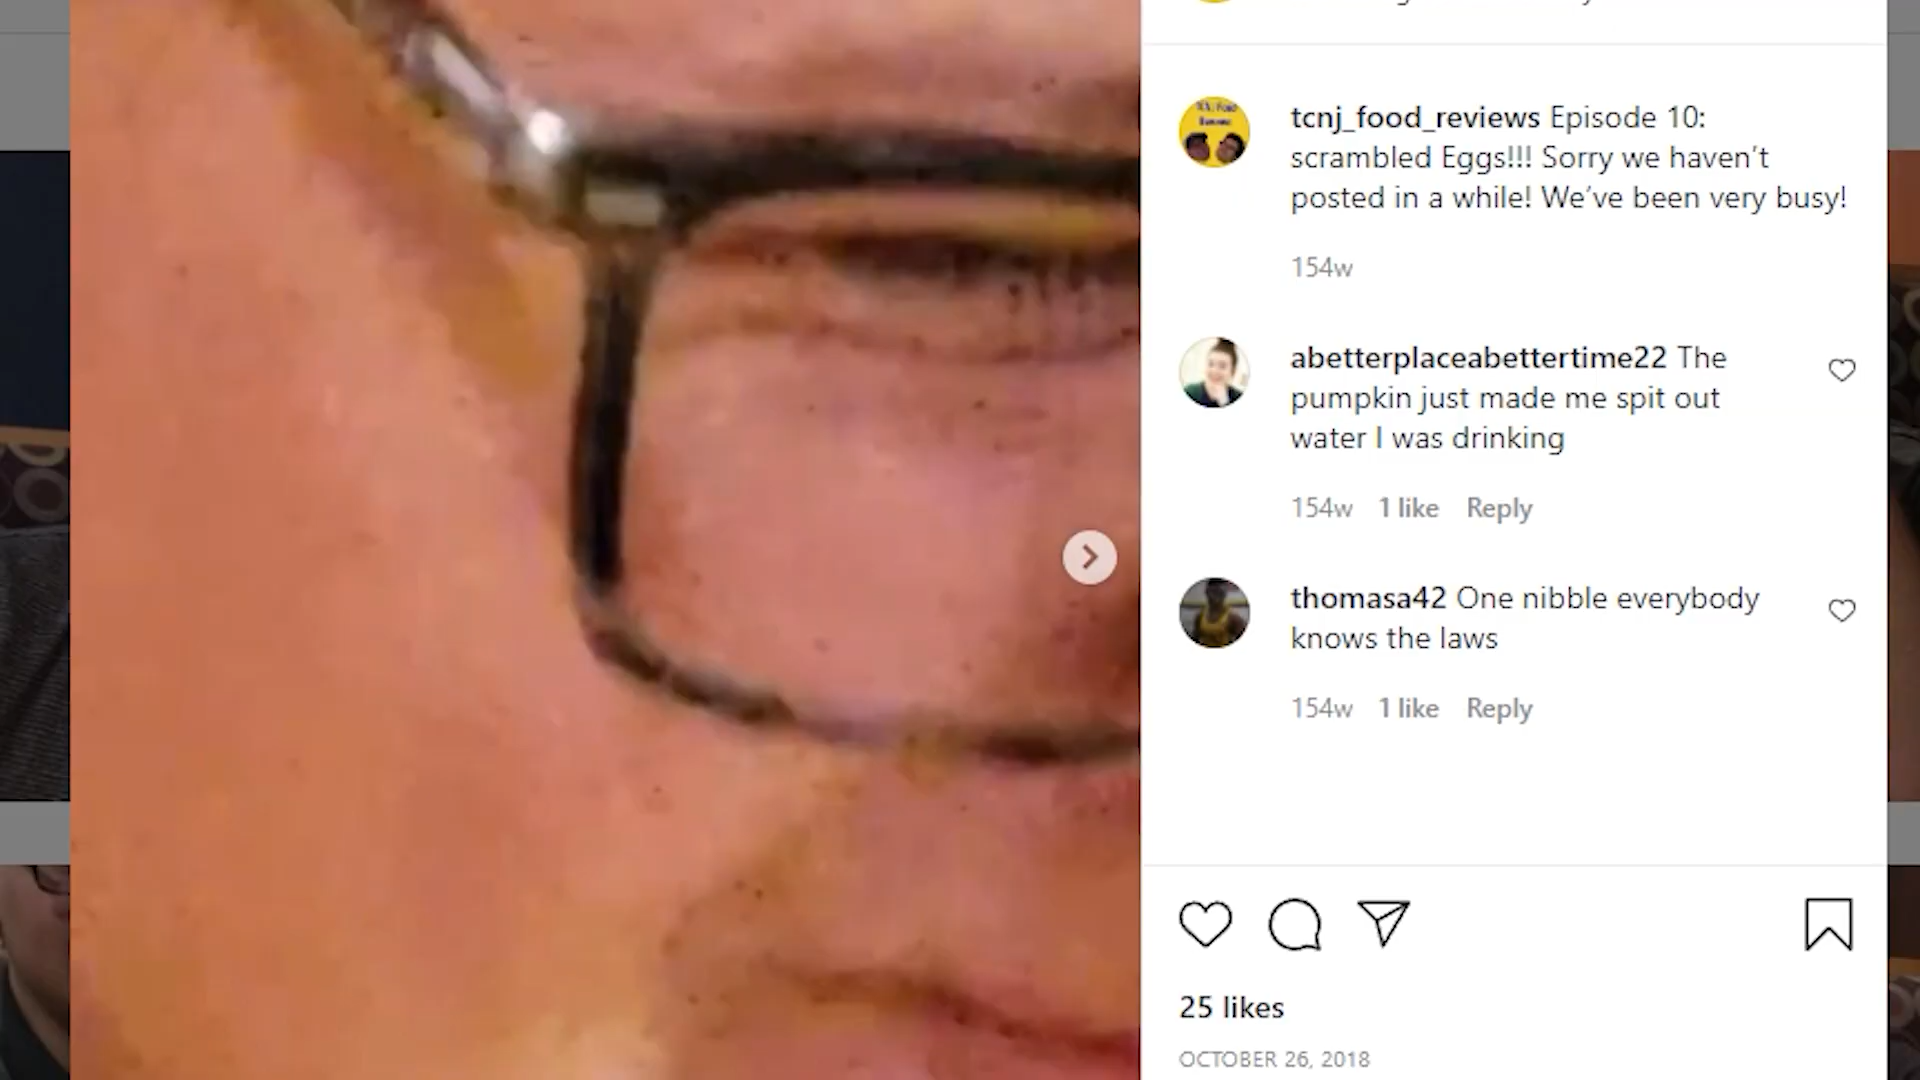 tcnj_food_reviews Episode 10:
scrambled Eggs!!! Sorry we haven’t
posted in a while! We’ve been very busy!
154w
abetterplaceabettertime22 The
pumpkin just made me spit out
water I was drinking
154w 1 like Reply
thomasa42 One nibble everybody
knows the laws
154w 1 like Reply
25 likes
OCTOBER 26, 2018